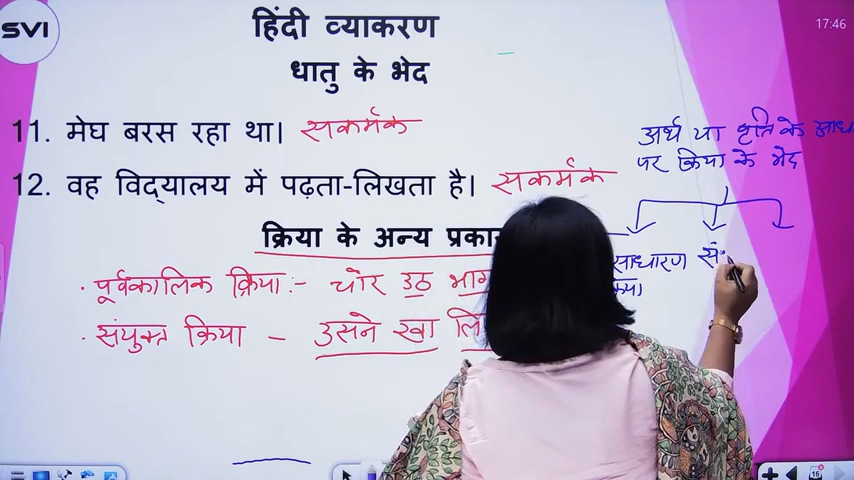 SVI
17:46
हिंदी व्याकरण
धातु के भेद
11. मेघ बरस रहा था। सकर्मक
12. वह विद्यालय में पढ़ता-लिखता है। सकर्मक
अर्थ या वृत्ति के आधा
पर क्रिया के भेद
क्रिया के अन्य प्रका
साधारण सं
· पूर्वकालिक क्रिया:- चोर उठ भाग
· संयुक्त क्रिया - उसने खा लि
16